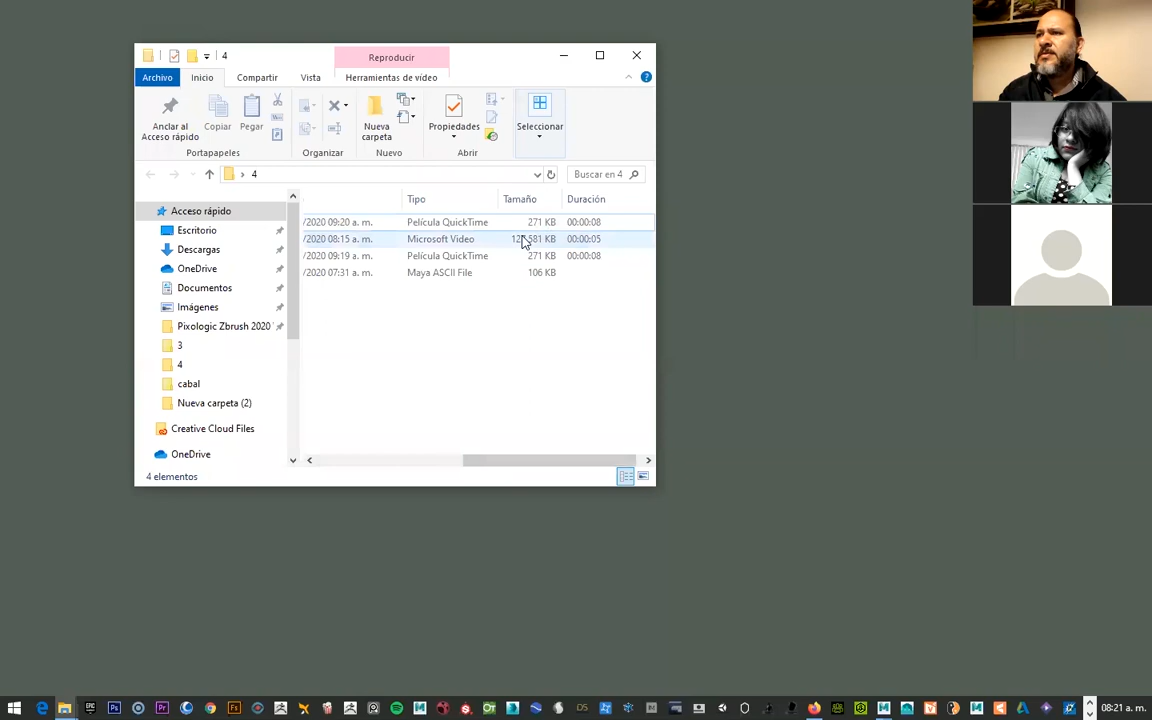 4
Reproducir
Archivo Inicio Compartir Vista Herramientas de vídeo
Anclar al Acceso rápido
Copiar
Pegar
Nueva carpeta
Propiedades
Seleccionar
Portapapeles Organizar Nuevo Abrir
4
Buscar en 4
Tipo Tamaño Duración
/2020 09:20 a. m. Película QuickTime 271 KB 00:00:08
/2020 08:15 a. m. Microsoft Video 581 KB 00:00:05
/2020 09:19 a. m. Película QuickTime 271 KB 00:00:08
/2020 07:31 a. m. Maya ASCII File 106 KB
Acceso rápido
Escritorio
Descargas
OneDrive
Documentos
Imágenes
Pixologic Zbrush 2020
3
4
cabal
Nueva carpeta (2)
Creative Cloud Files
OneDrive
4 elementos
08:21 a. m.